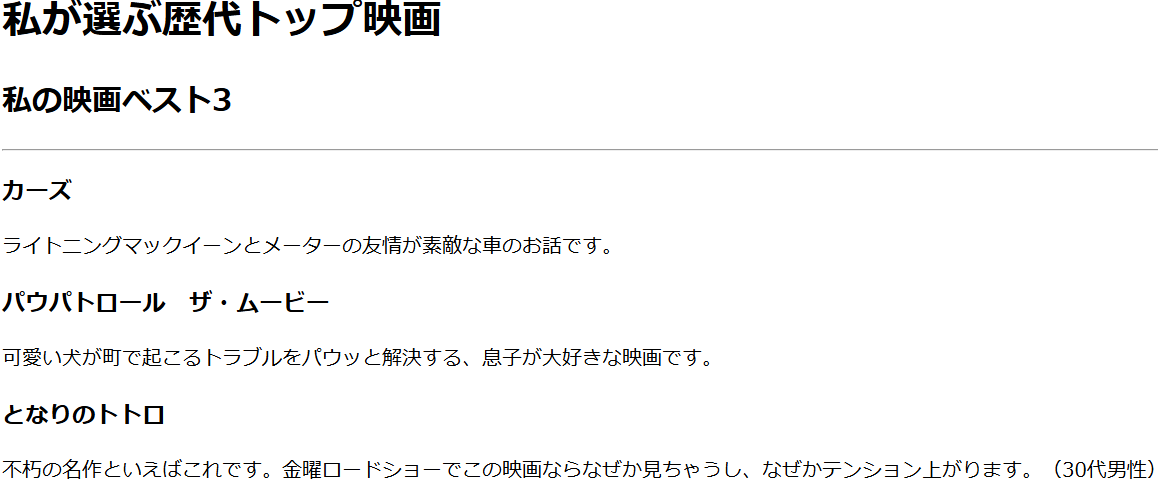 私が選ぶ歴代トップ映画
私の映画ベスト3
カーズ
ライトニングマックイーンとメーターの友情が素敵な車のお話です。
パウパトロール　ザ・ムービー
可愛い犬が町で起こるトラブルをパウッと解決する、息子が大好きな映画です。
となりのトトロ
不朽の名作といえばこれです。金曜ロードショーでこの映画ならなぜか見ちゃうし、なぜかテンション上がります。（30代男性）